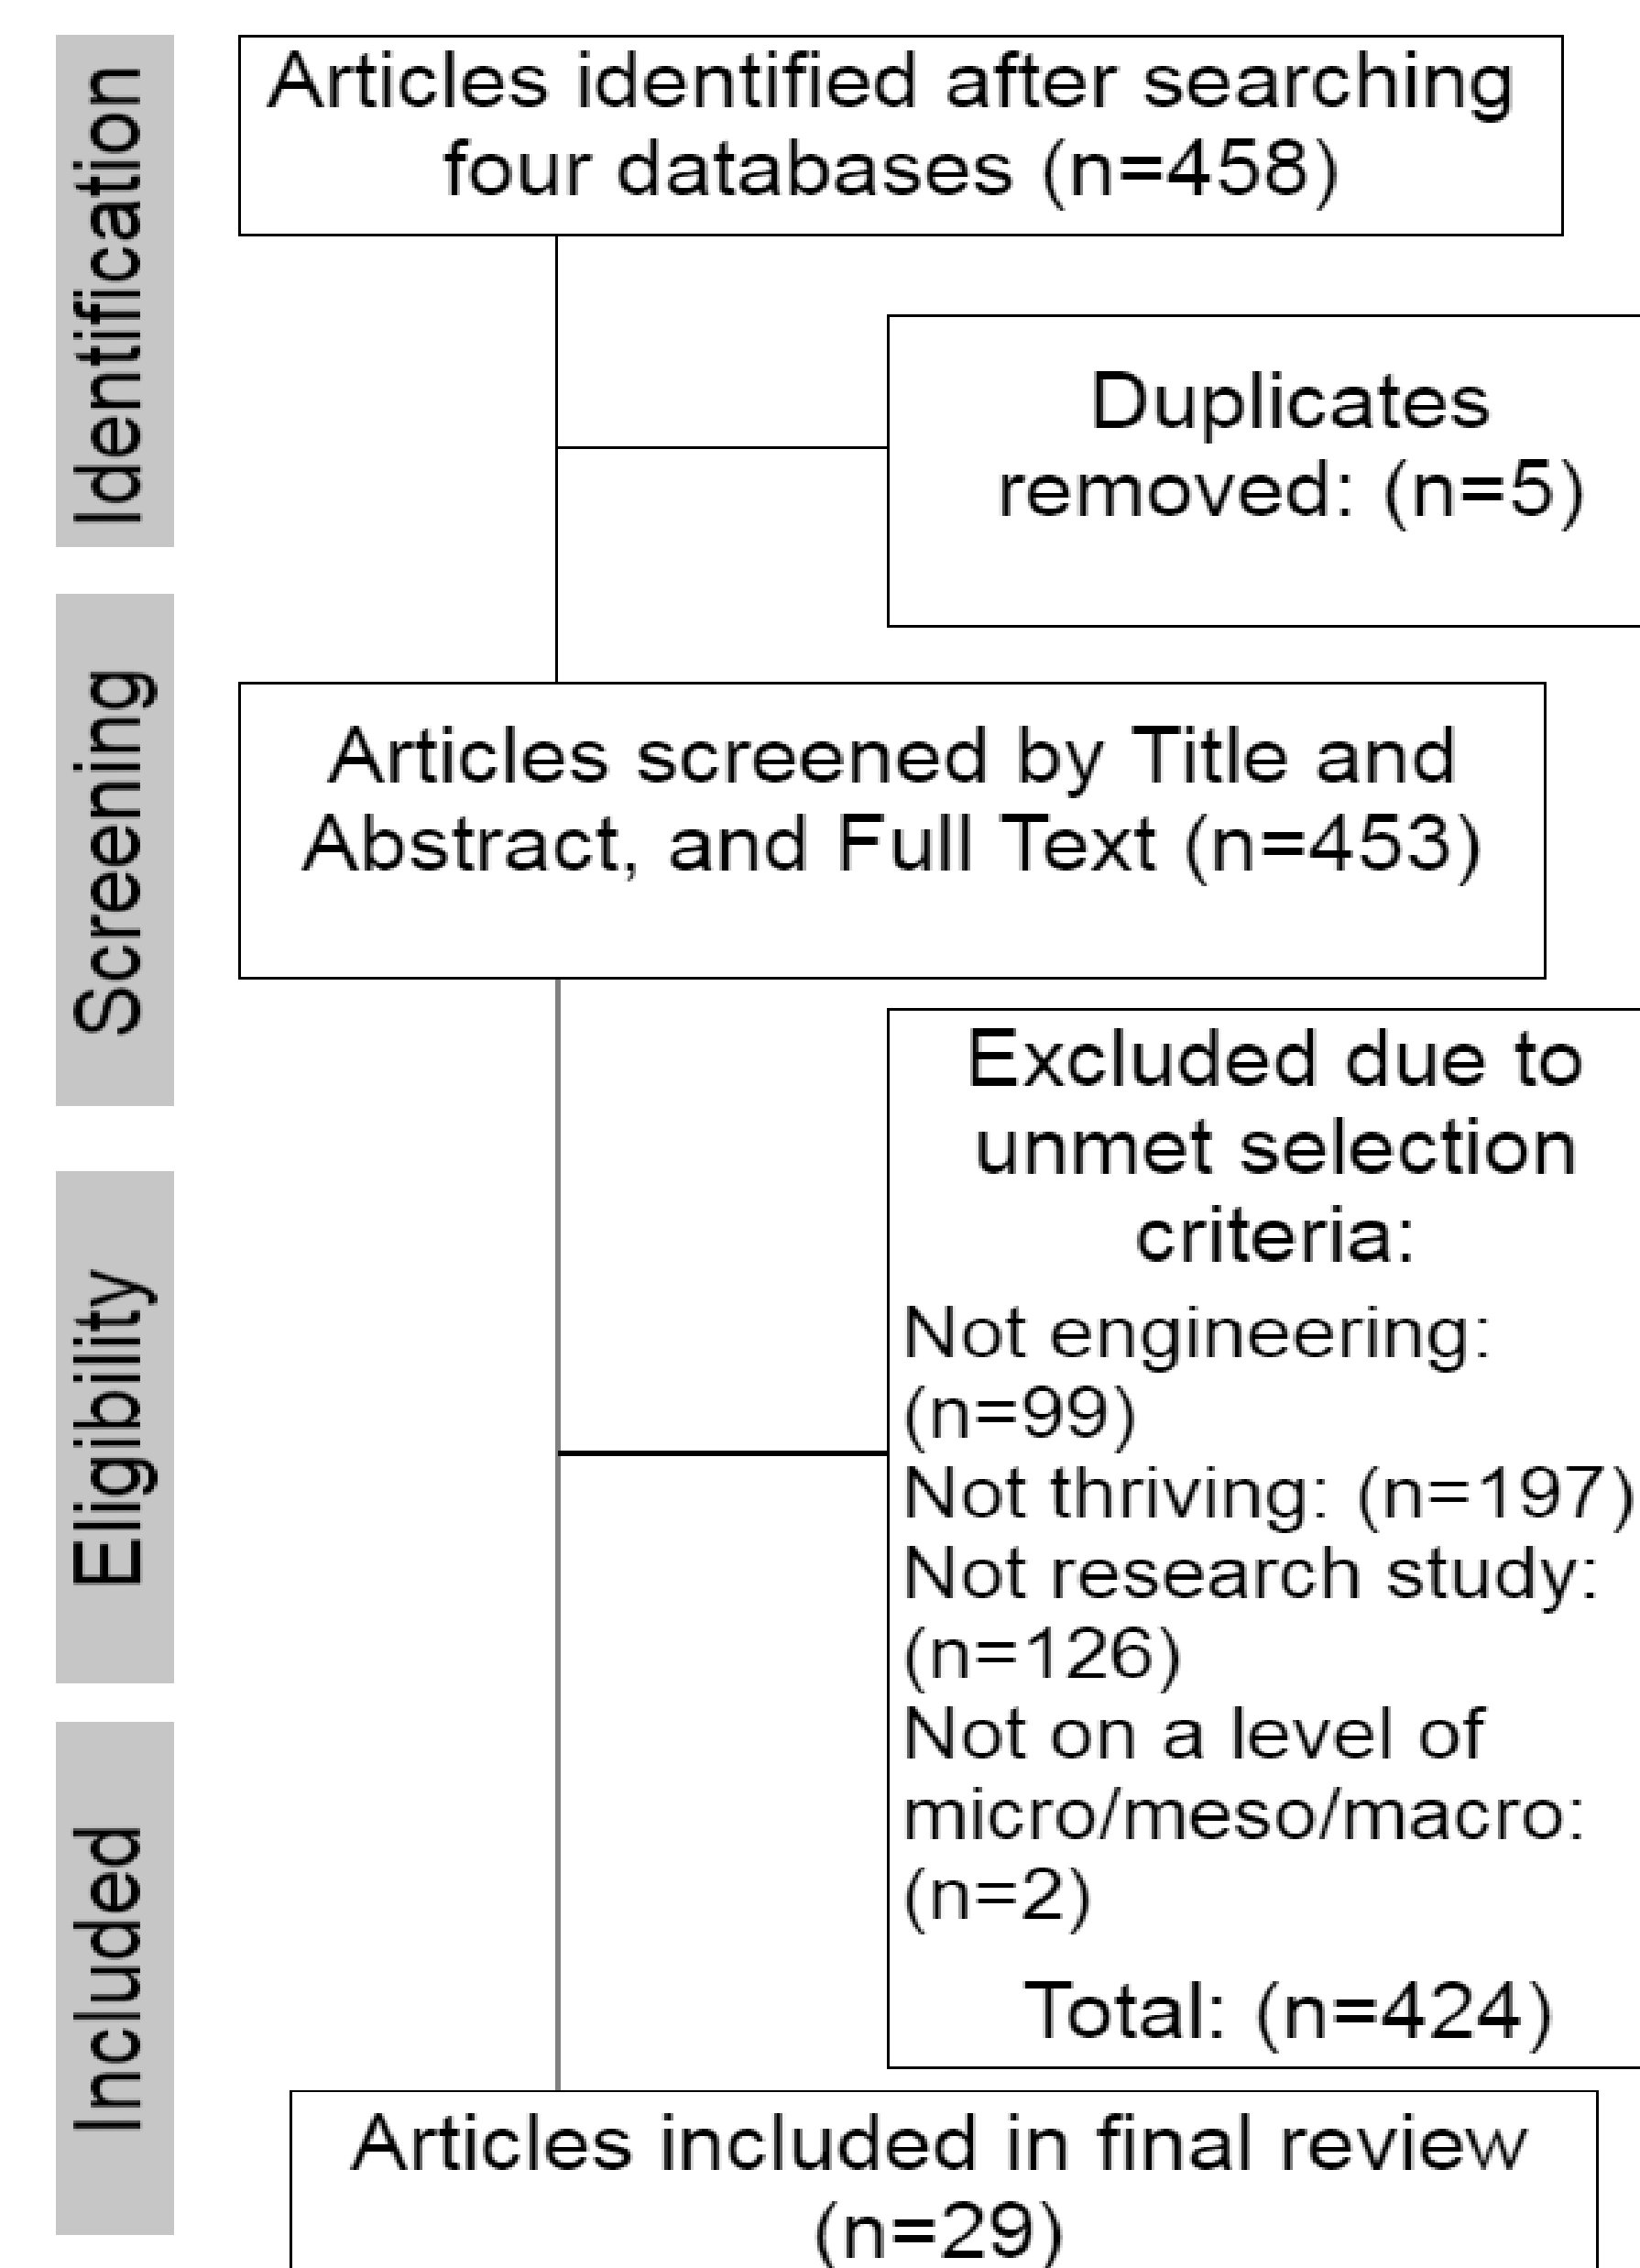 Identification
Articles identified after searching
four databases (n=458)
Duplicates
removed: (n=5)
Screening
Articles screened by Title and
Abstract, and Full Text (n=453)
Eligibility
Excluded due to
unmet selection
criteria:
Not engineering:
(n=99)
Not thriving: (n=197)
Not research study:
(n=126)
Not on a level of
micro/meso/macro:
(n=2)
Total: (n=424)
Included
Articles included in final review
(n=29)